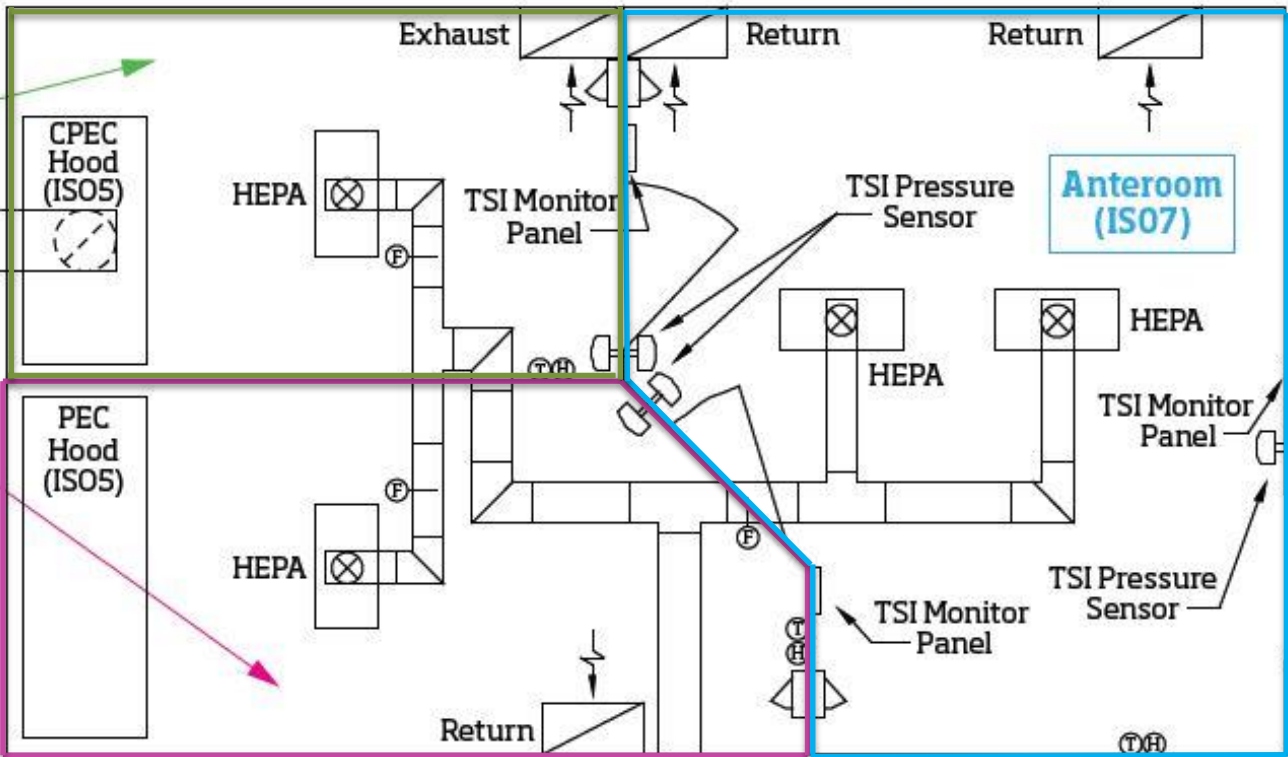 Exhaust
Return
Return
CPEC
Hood
(ISO5)
HEPA
TSI Monitor
Panel
TSI Pressure
Sensor
Anteroom
(ISO7)
F
HEPA
HEPA
T H
TSI Monitor
Panel
PEC
Hood
(ISO5)
F
F
HEPA
TSI Pressure
Sensor
TSI Monitor
Panel
T
H
Return
T H